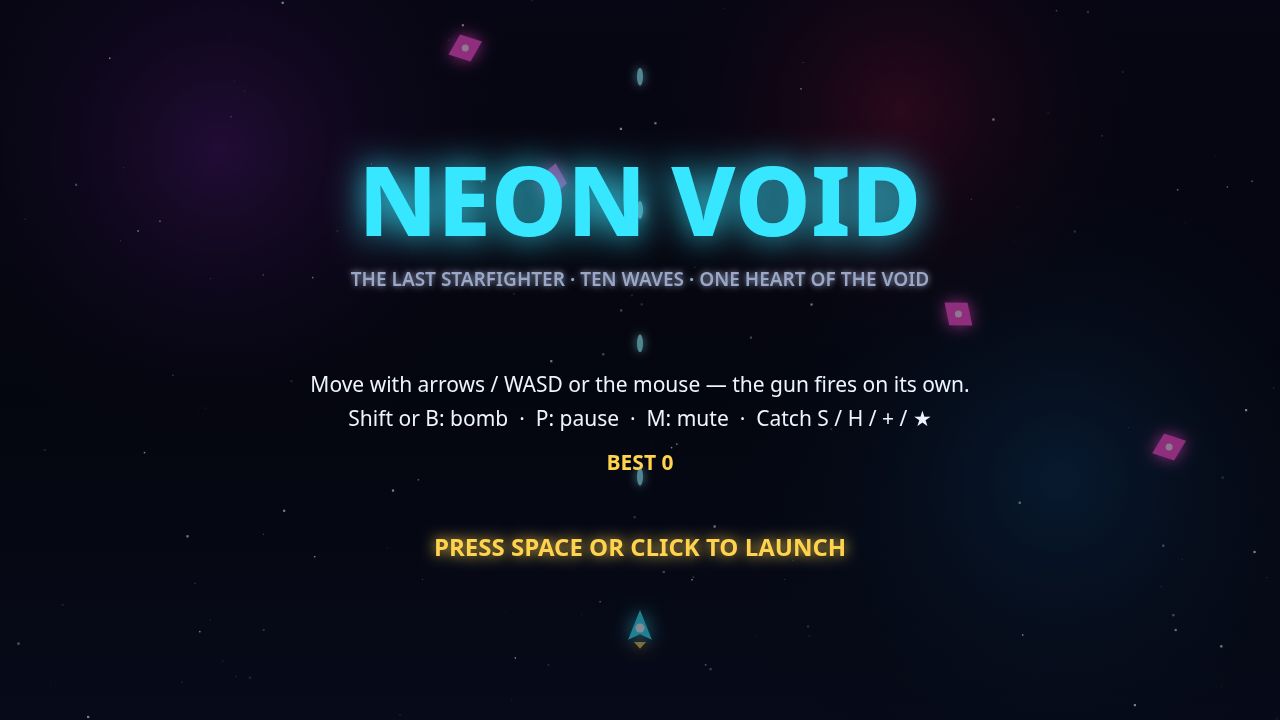 NEON VOID
THE LAST STARFIGHTER · TEN WAVES · ONE HEART OF THE VOID
Move with arrows / WASD or the mouse — the gun fires on its own.
Shift or B: bomb · P: pause · M: mute · Catch S / H / + / ★
BEST 0
PRESS SPACE OR CLICK TO LAUNCH